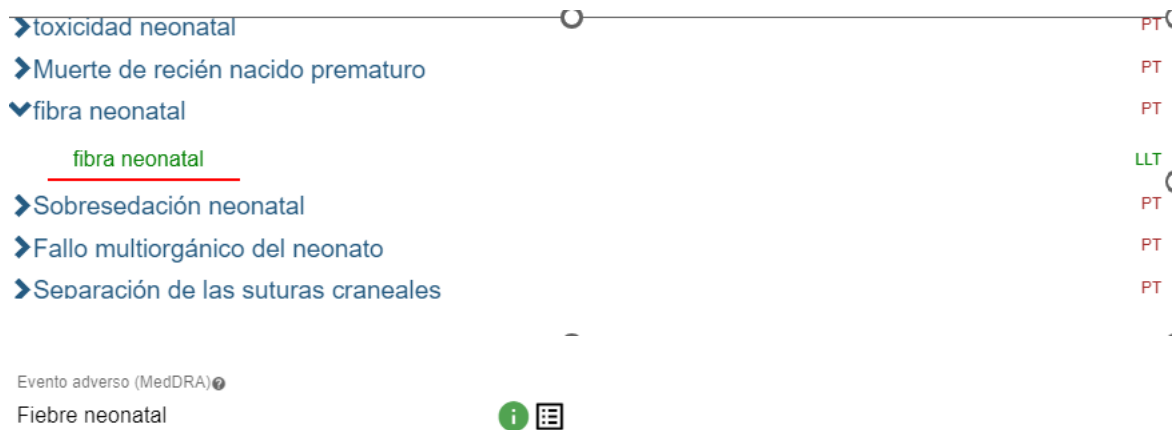 toxicidad neonatal PT
Muerte de recién nacido prematuro PT
fibra neonatal PT
fibra neonatal LLT
Sobresedación neonatal PT
Fallo multiorgánico del neonato PT
Separación de las suturas craneales PT
Evento adverso (MedDRA)
Fiebre neonatal